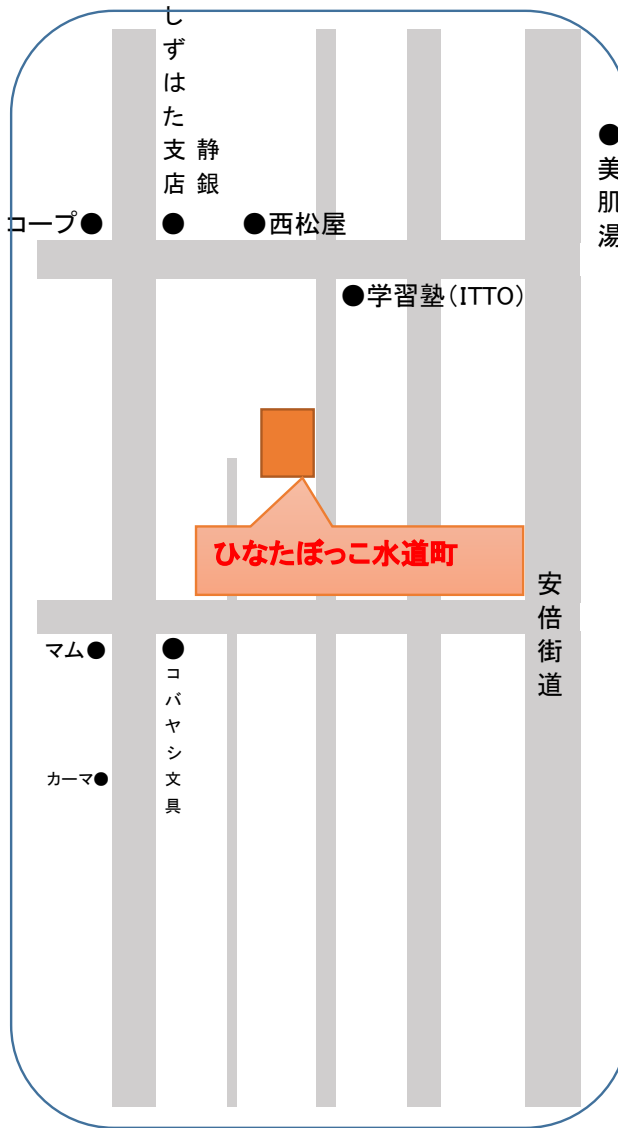 静銀
しずはた支店
●美肌湯
コープ●
●
●西松屋
●学習塾(ITTO)
ひなたぼっこ水道町
安倍街道
マム●
●コバヤシ文具
カーマ●